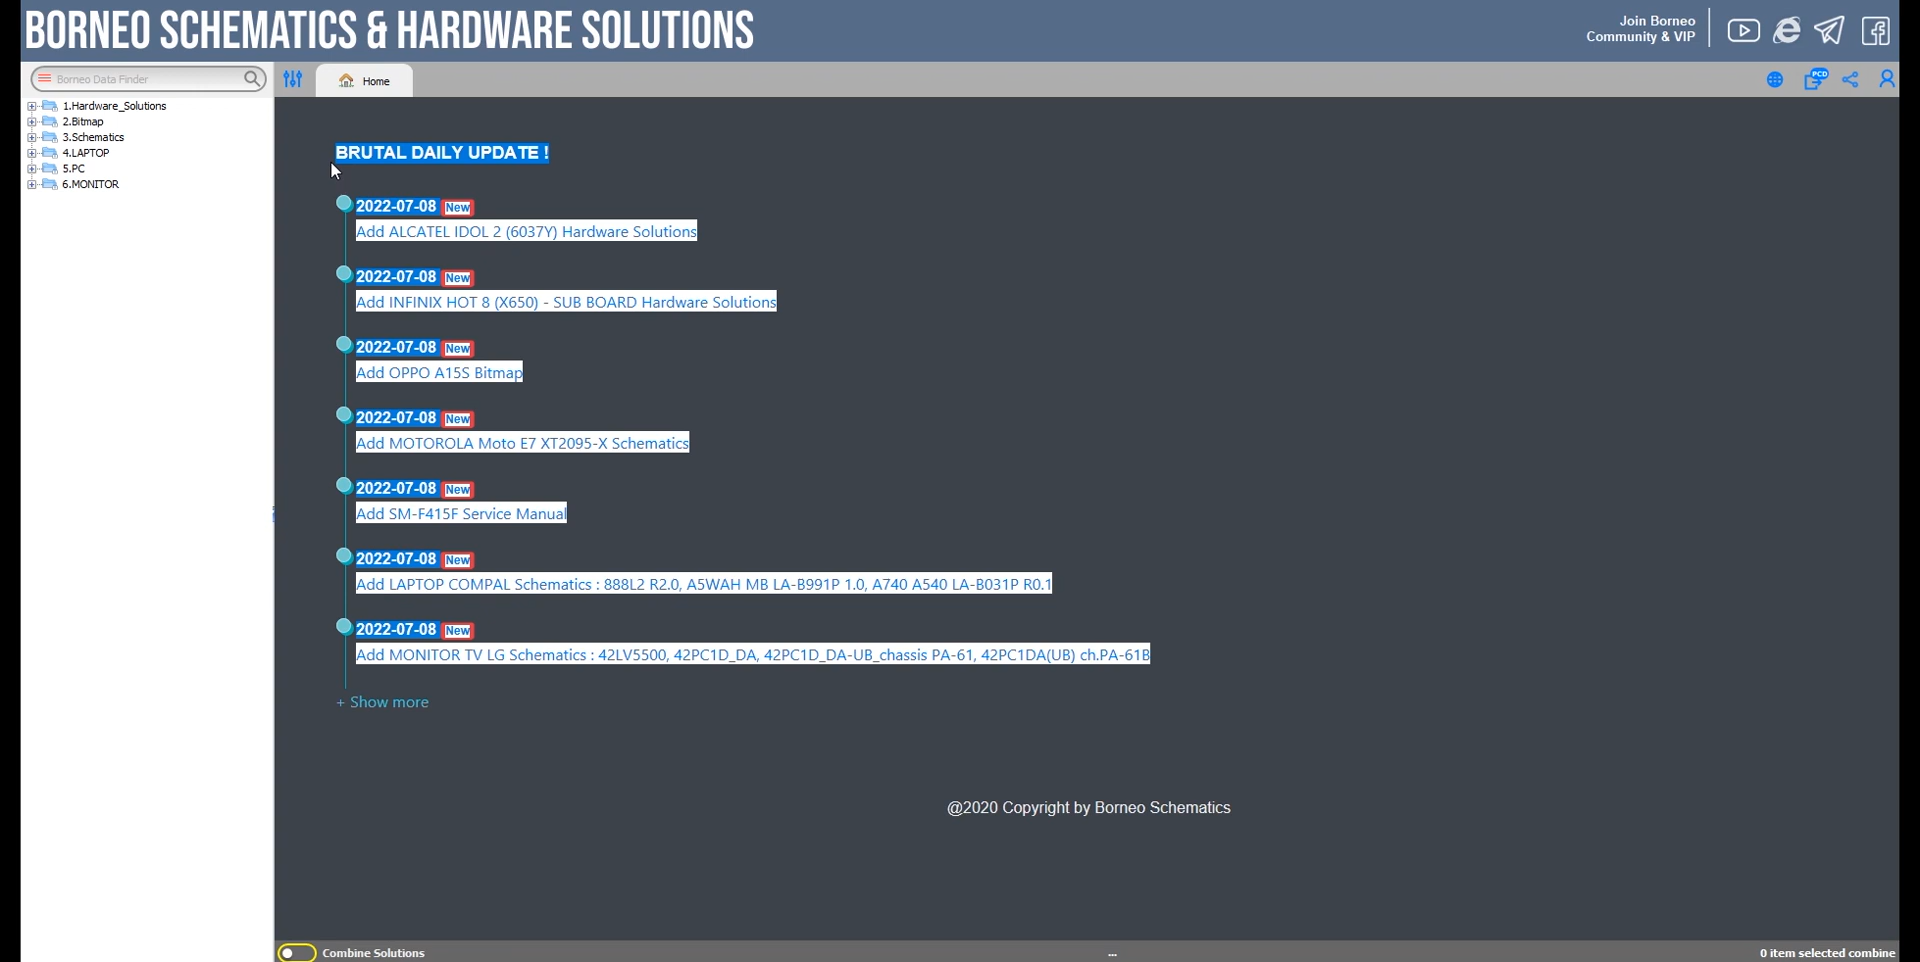 BORNEO SCHEMATICS & HARDWARE SOLUTIONS
Join Borneo
Community & VIP
Borneo Data Finder
Home
PCD
1.Hardware_Solutions
2.Bitmap
3.Schematics
4.LAPTOP
5.PC
6.MONITOR
BRUTAL DAILY UPDATE !
2022-07-08 New
Add ALCATEL IDOL 2 (6037Y) Hardware Solutions
2022-07-08 New
Add INFINIX HOT 8 (X650) - SUB BOARD Hardware Solutions
2022-07-08 New
Add OPPO A15S Bitmap
2022-07-08 New
Add MOTOROLA Moto E7 XT2095-X Schematics
2022-07-08 New
Add SM-F415F Service Manual
2022-07-08 New
Add LAPTOP COMPAL Schematics : 888L2 R2.0, A5WAH MB LA-B991P 1.0, A740 A540 LA-B031P R0.1
2022-07-08 New
Add MONITOR TV LG Schematics : 42LV5500, 42PC1D_DA, 42PC1D_DA-UB_chassis PA-61, 42PC1DA(UB) ch.PA-61B
+ Show more
@2020 Copyright by Borneo Schematics
Combine Solutions
...
0 item selected combine